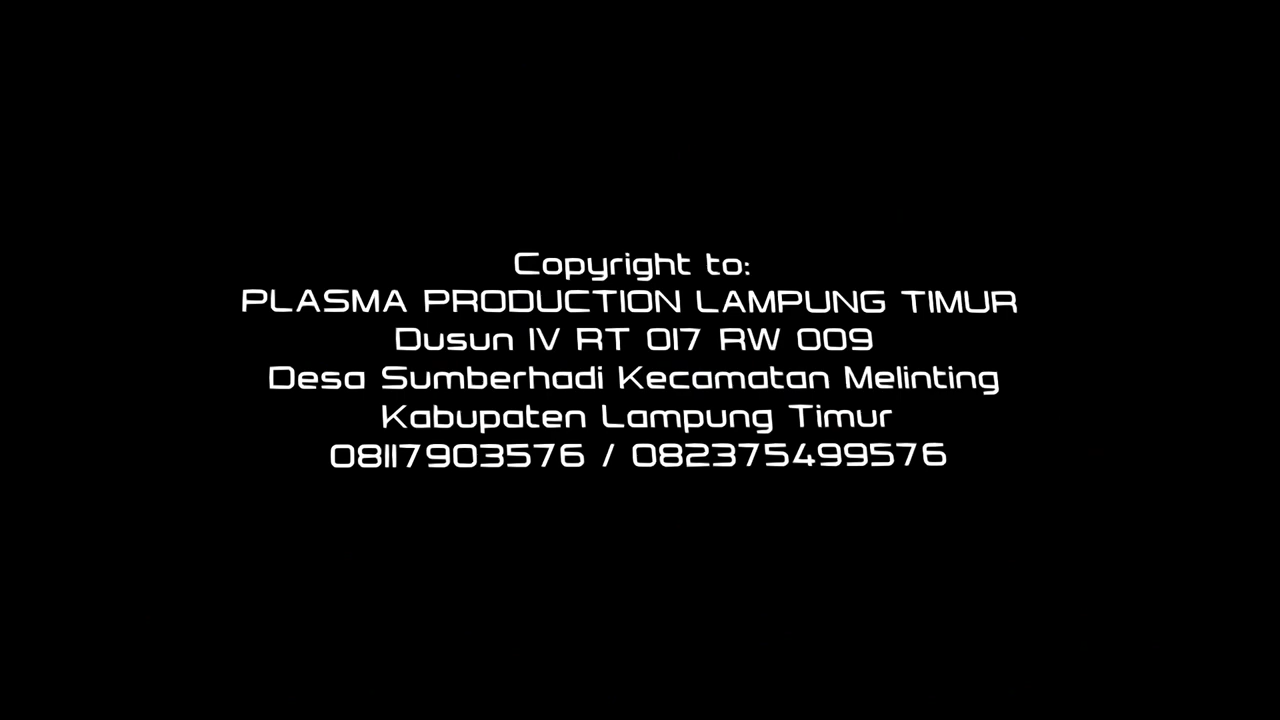 Copyright to:
PLASMA PRODUCTION LAMPUNG TIMUR
Dusun IV RT 017 RW 009
Desa Sumberhadi Kecamatan Melinting
Kabupaten Lampung Timur
08117903576 / 082375499576